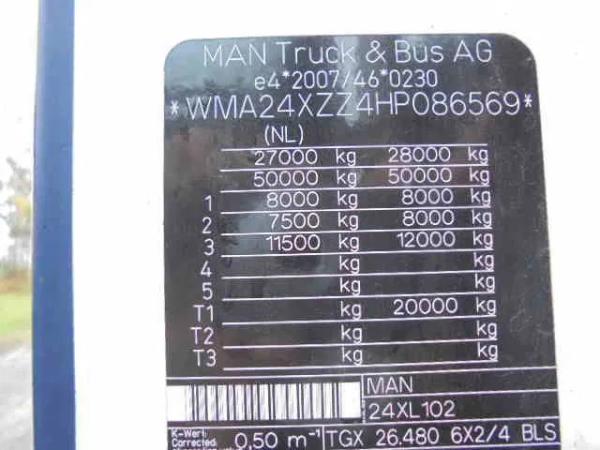 MAN Truck & Bus AG
e4*2007/46*0230
*WMA24XZZ4HP086569*
(NL)
27000 kg 28000 kg
50000 kg 50000 kg
1 8000 kg 8000 kg
2 7500 kg 8000 kg
3 11500 kg 12000 kg
4 kg kg
5 kg kg
T1 kg 20000 kg
T2 kg kg
T3 kg kg
MAN
24XL102
K-Wert:
Corrected
0,50 m-1 TGX 26.480 6X2/4 BLS